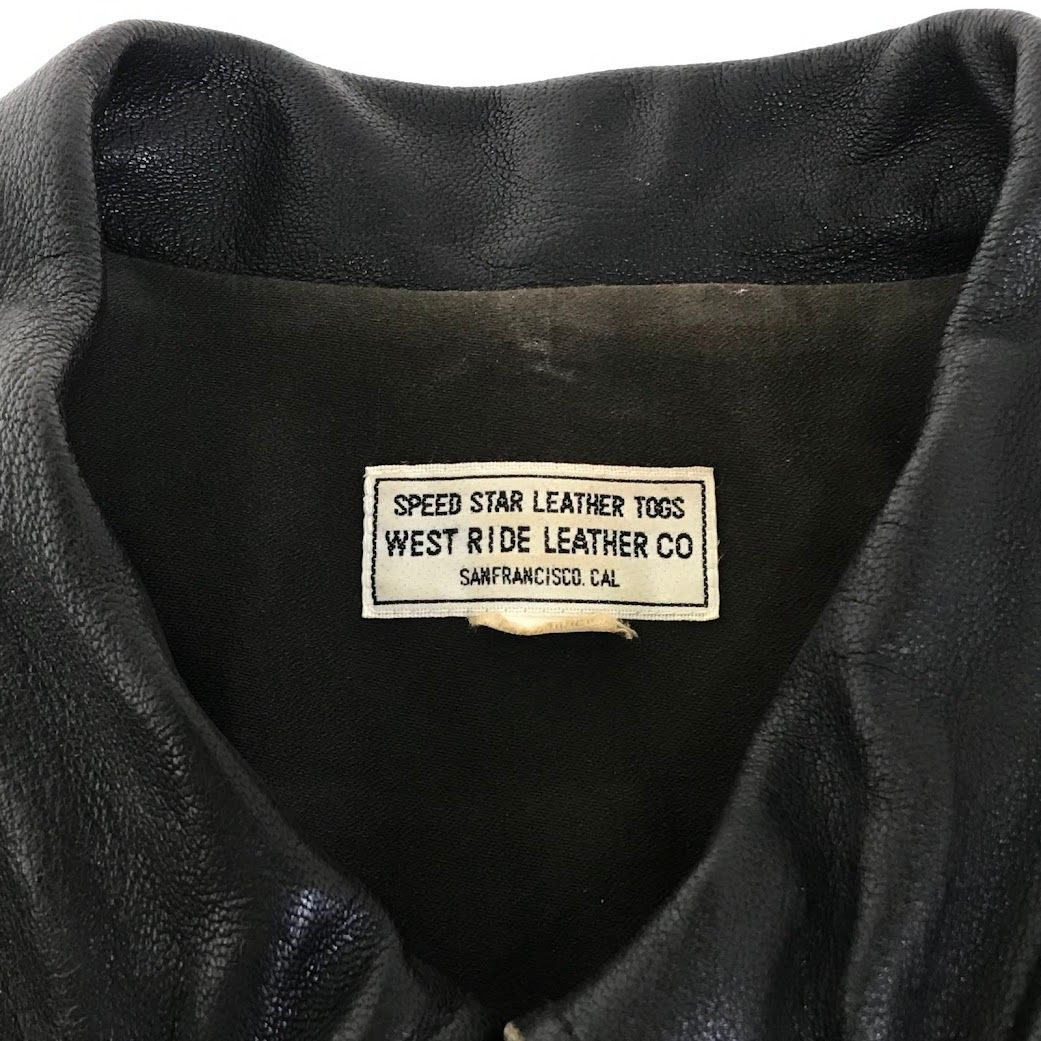 SPEED STAR LEATHER TOGS
WEST RIDE LEATHER CO
SANFRANCISCO. CAL